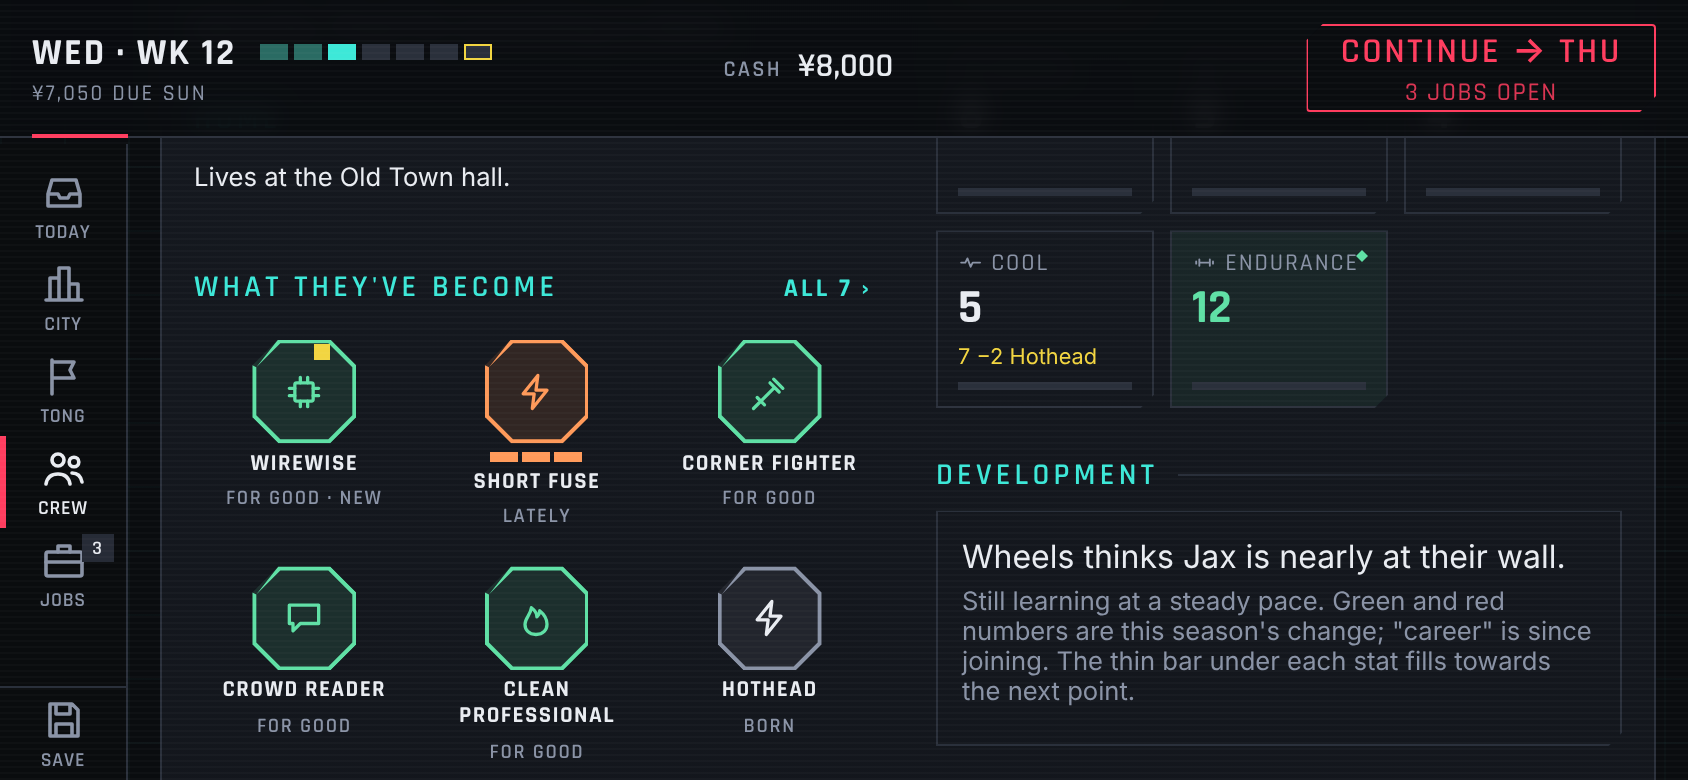 WED · WK 12
¥7,050 DUE SUN
CASH ¥8,000
CONTINUE → THU
3 JOBS OPEN
TODAY
CITY
TONG
CREW
3
JOBS
SAVE
Lives at the Old Town hall.
WHAT THEY'VE BECOME
ALL 7 ›
WIREWISE
FOR GOOD · NEW
SHORT FUSE
LATELY
CORNER FIGHTER
FOR GOOD
CROWD READER
FOR GOOD
CLEAN
PROFESSIONAL
FOR GOOD
HOTHEAD
BORN
COOL
5
7 −2 Hothead
ENDURANCE
12
DEVELOPMENT
Wheels thinks Jax is nearly at their wall.
Still learning at a steady pace. Green and red
numbers are this season's change; "career" is since
joining. The thin bar under each stat fills towards
the next point.